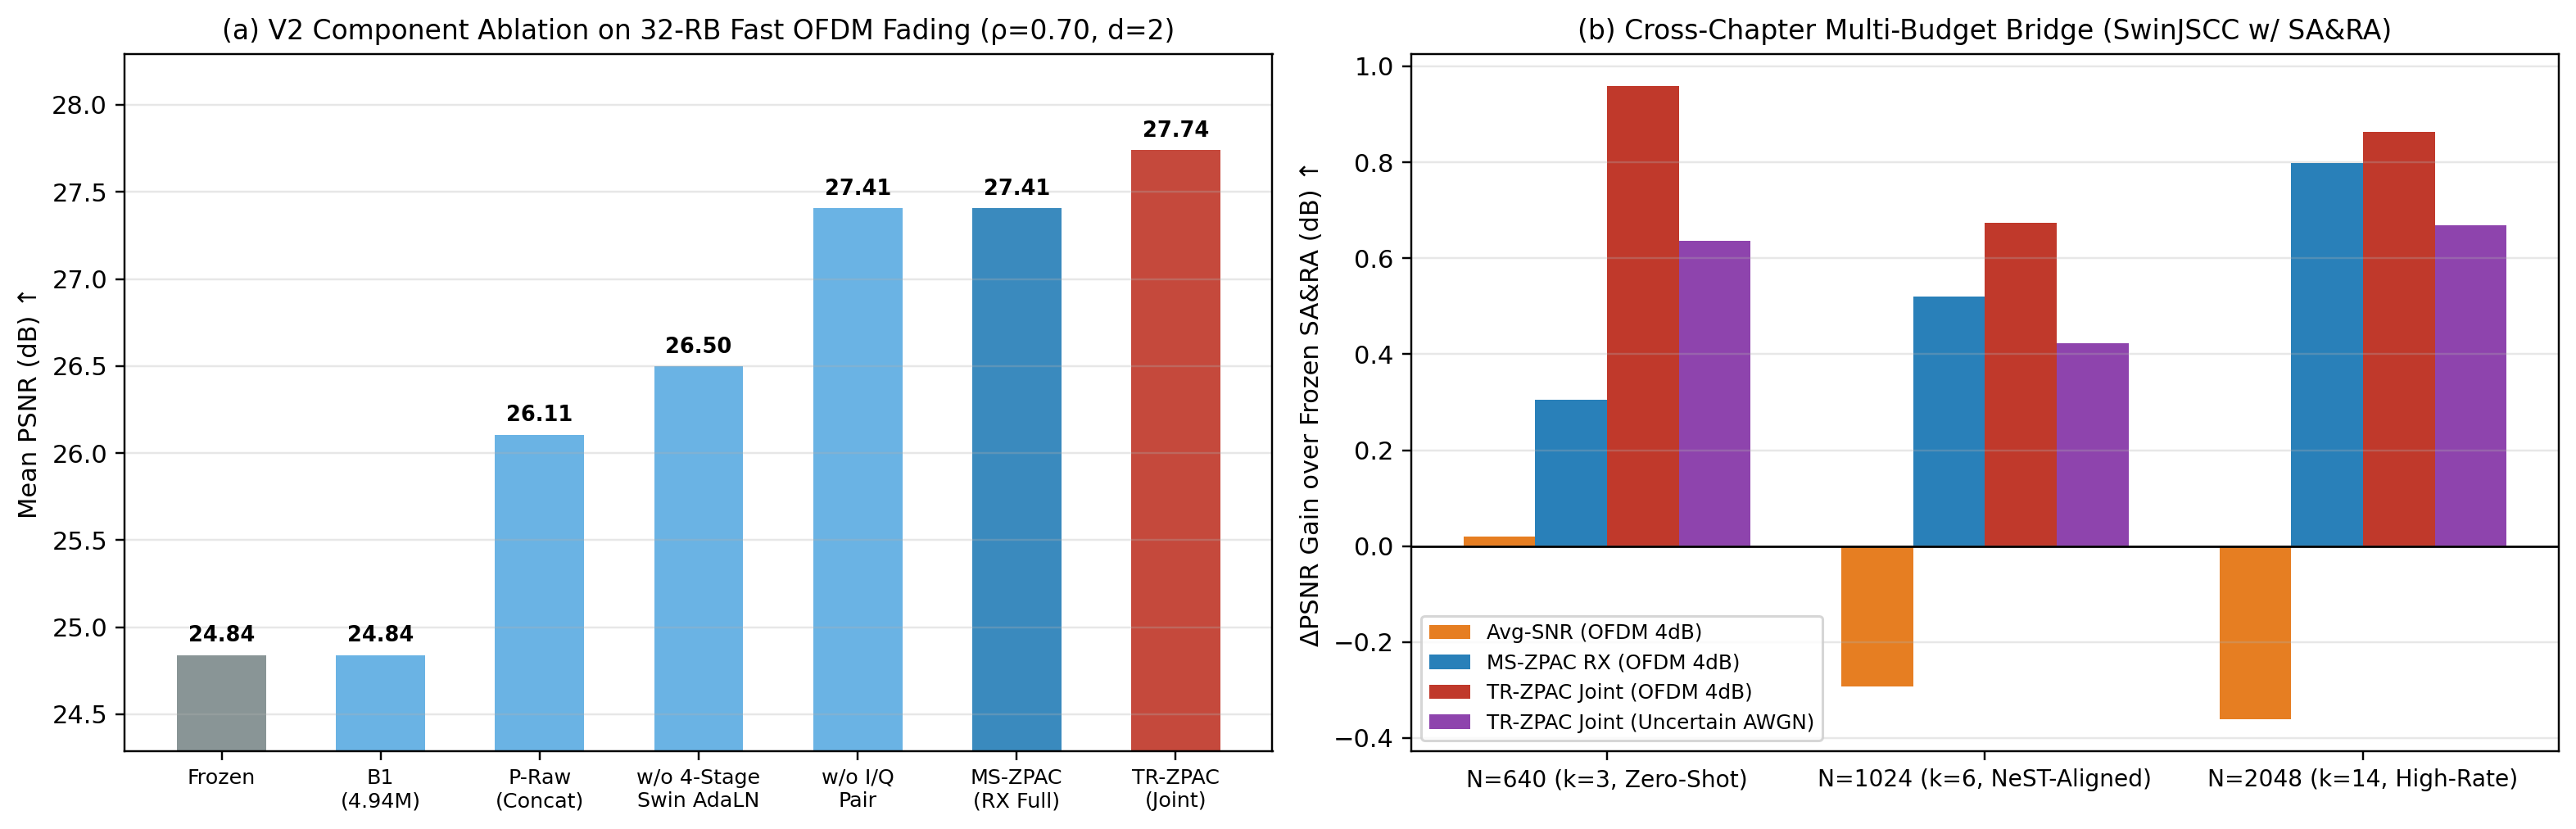 (a) V2 Component Ablation on 32-RB Fast OFDM Fading (ρ=0.70, d=2)
Mean PSNR (dB) ↑
28.0
27.5
27.0
26.5
26.0
25.5
25.0
24.5
24.84
24.84
26.11
26.50
27.41
27.41
27.74
Frozen
B1
(4.94M)
P-Raw
(Concat)
w/o 4-Stage
Swin AdaLN
w/o I/Q
Pair
MS-ZPAC
(RX Full)
TR-ZPAC
(Joint)
(b) Cross-Chapter Multi-Budget Bridge (SwinJSCC w/ SA&RA)
ΔPSNR Gain over Frozen SA&RA (dB) ↑
1.0
0.8
0.6
0.4
0.2
0.0
−0.2
−0.4
Avg-SNR (OFDM 4dB)
MS-ZPAC RX (OFDM 4dB)
TR-ZPAC Joint (OFDM 4dB)
TR-ZPAC Joint (Uncertain AWGN)
N=640 (k=3, Zero-Shot)
N=1024 (k=6, NeST-Aligned)
N=2048 (k=14, High-Rate)